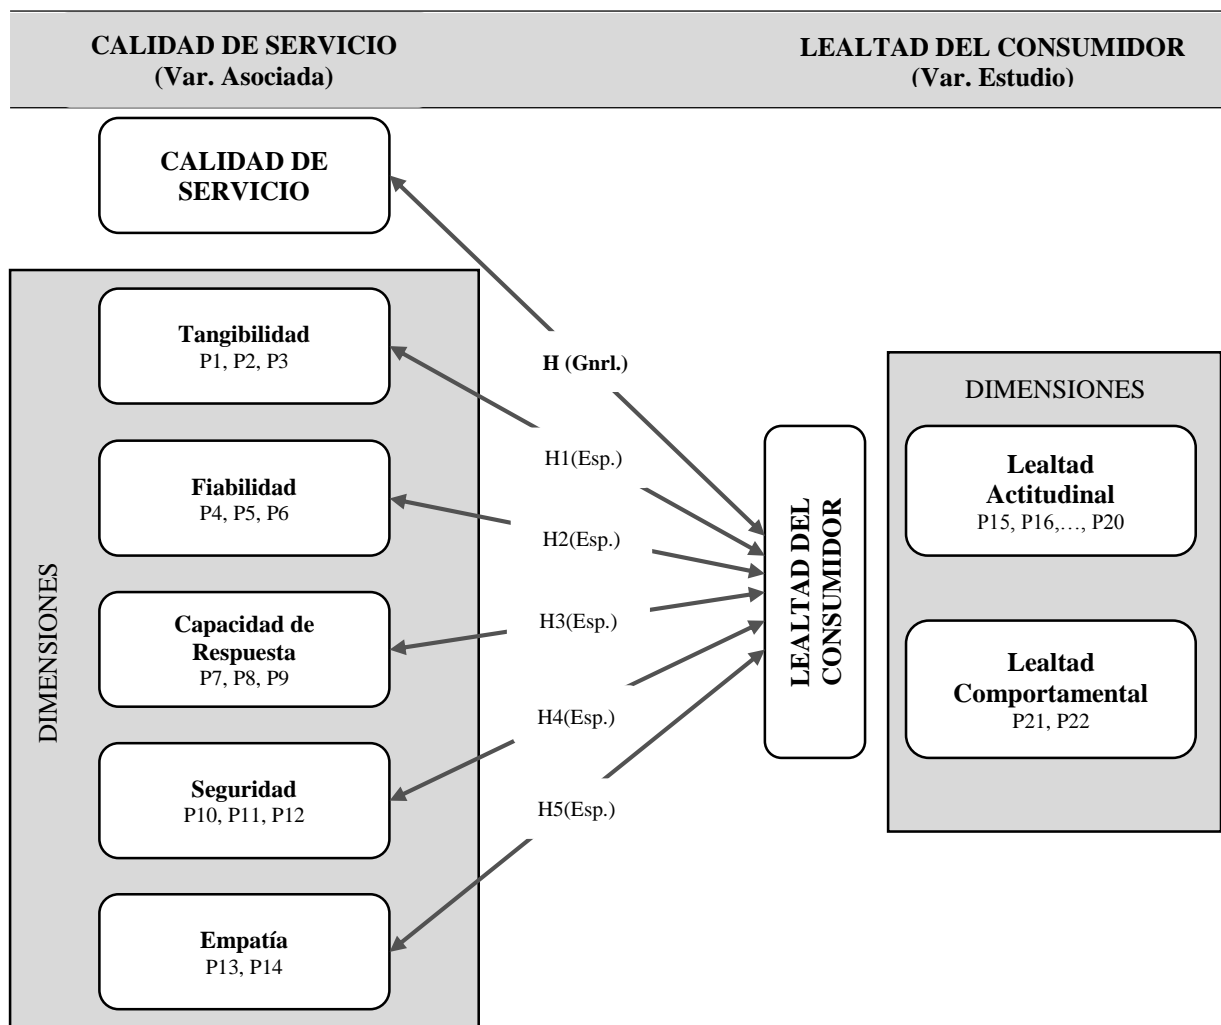 CALIDAD DE SERVICIO
(Var. Asociada)
LEALTAD DEL CONSUMIDOR
(Var. Estudio)
CALIDAD DE
SERVICIO
DIMENSIONES
Tangibilidad
P1, P2, P3
Fiabilidad
P4, P5, P6
Capacidad de
Respuesta
P7, P8, P9
Seguridad
P10, P11, P12
Empatía
P13, P14
H (Gnrl.)
H1(Esp.)
H2(Esp.)
H3(Esp.)
H4(Esp.)
H5(Esp.)
LEALTAD DEL
CONSUMIDOR
DIMENSIONES
Lealtad
Actitudinal
P15, P16,…, P20
Lealtad
Comportamental
P21, P22